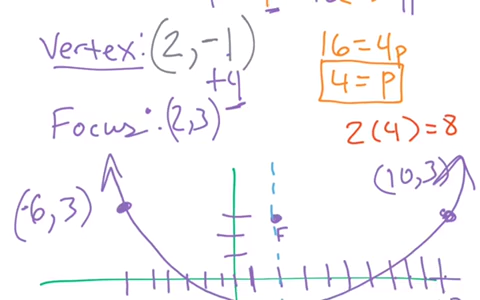 Vertex: (2, -1)
+4
16=4p
4=P
Focus: (2,3)
2(4)=8
(10,3)
(-6,3)
F